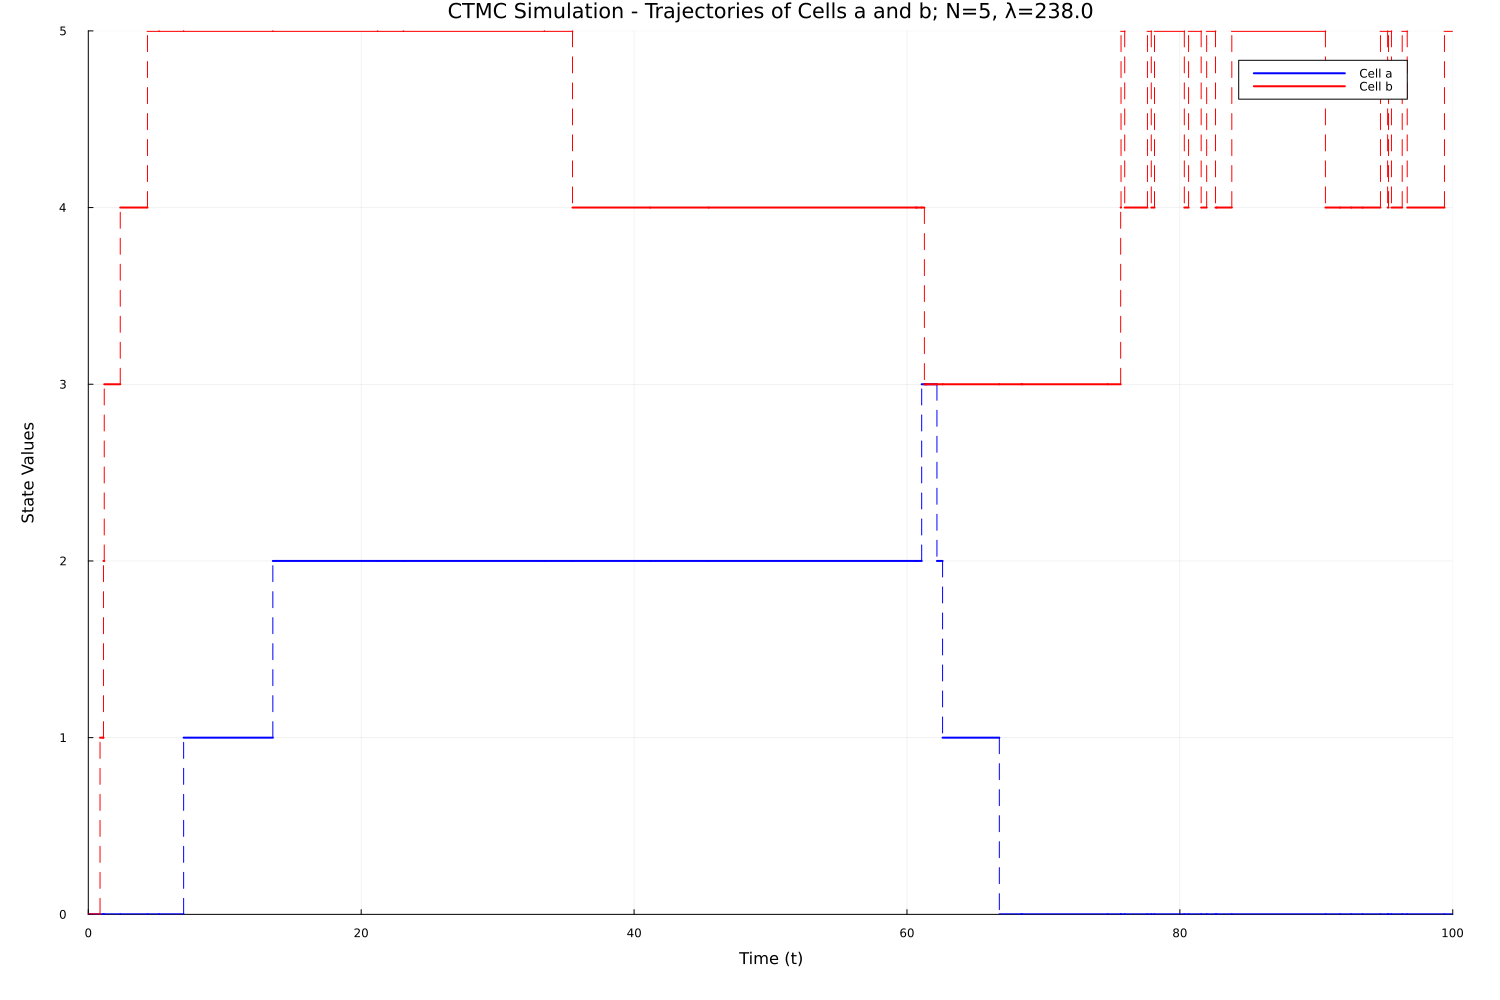 CTMC Simulation - Trajectories of Cells a and b; N=5, λ=238.0
5
Cell a
Cell b
4
3
State Values
2
1
0
0 20 40 60 80 100
Time (t)